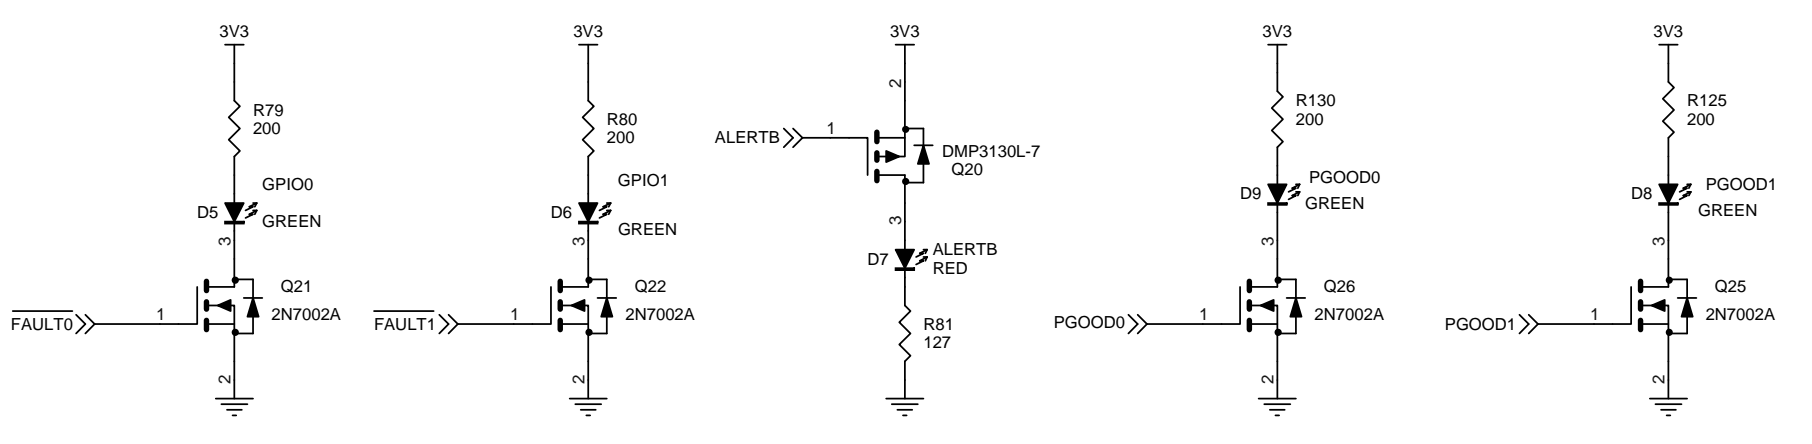 3V3
R79
200
GPIO0
D5
GREEN
3
Q21
2N7002A
FAULT0
1
2
3V3
R80
200
GPIO1
D6
GREEN
3
Q22
2N7002A
FAULT1
1
2
3V3
2
ALERTB
1
DMP3130L-7
Q20
3
D7
ALERTB
RED
R81
127
3V3
R130
200
D9
PGOOD0
GREEN
3
Q26
2N7002A
PGOOD0
1
2
3V3
R125
200
D8
PGOOD1
GREEN
3
Q25
2N7002A
PGOOD1
1
2